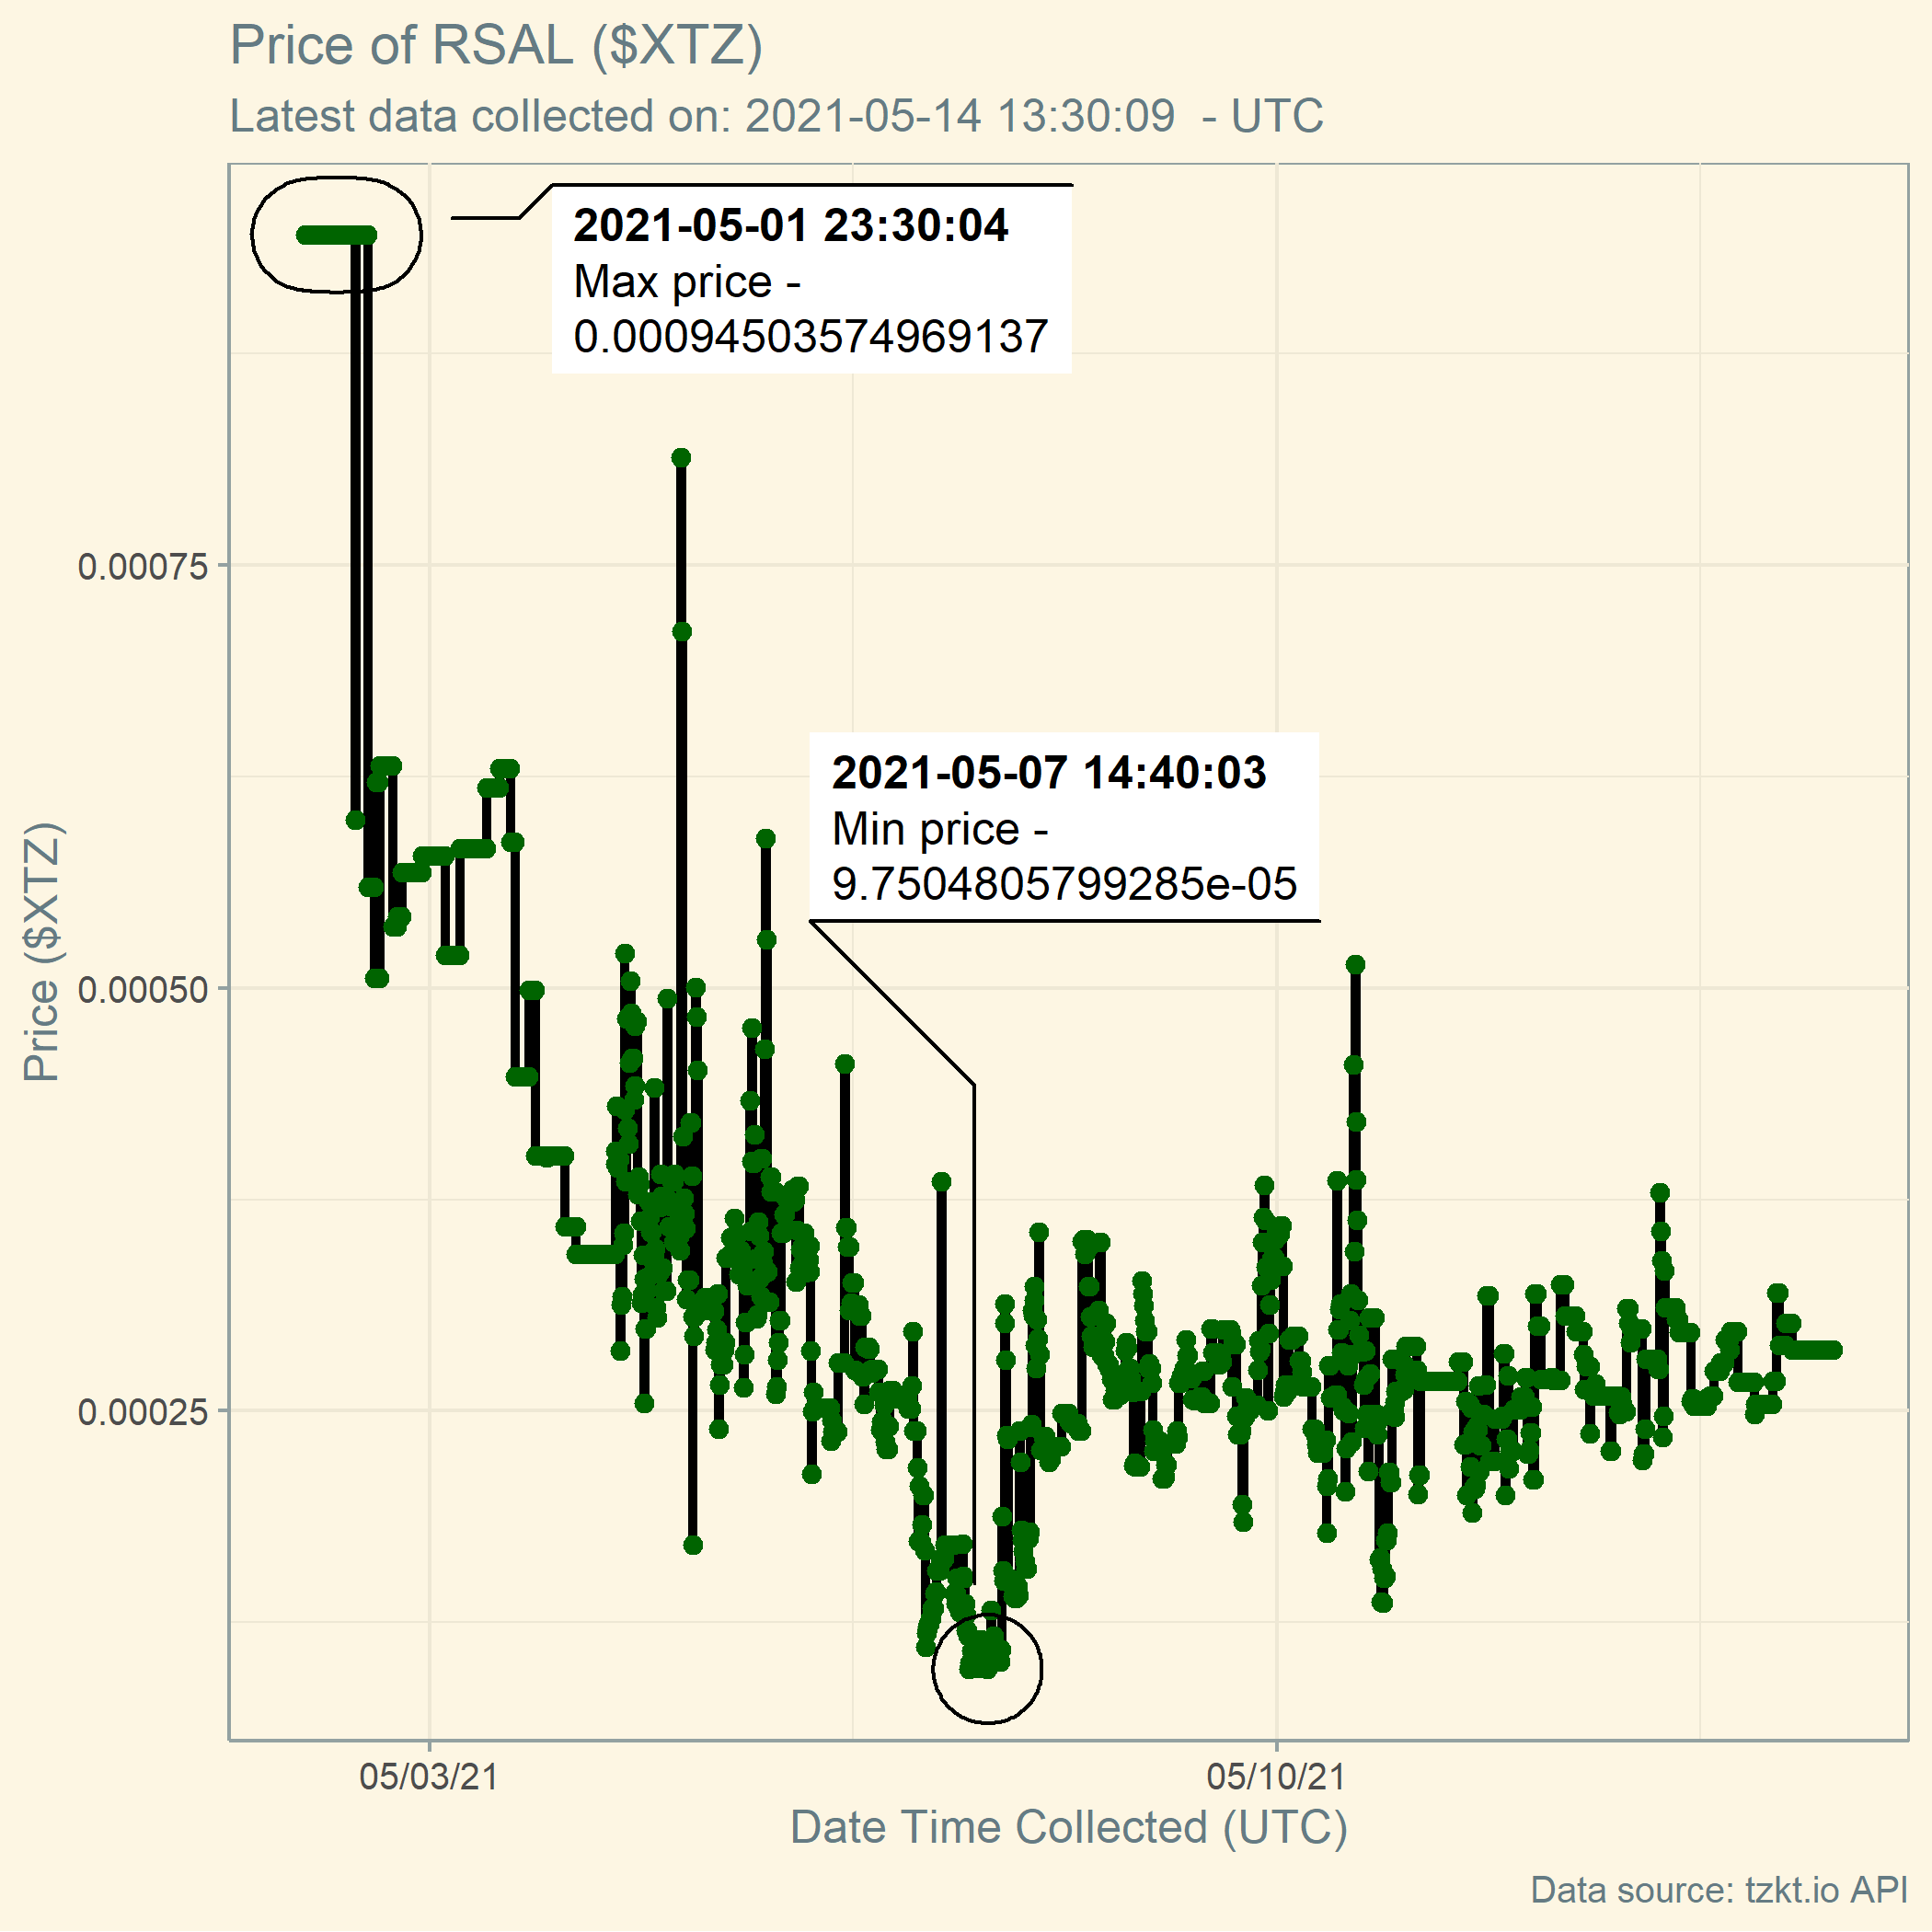 Price of RSAL ($XTZ)
Latest data collected on: 2021-05-14 13:30:09  - UTC
2021-05-01 23:30:04
Max price -
0.00094503574969137
0.00075
2021-05-07 14:40:03
Min price -
9.7504805799285e-05
Price ($XTZ)
0.00050
0.00025
05/03/21
05/10/21
Date Time Collected (UTC)
Data source: tzkt.io API